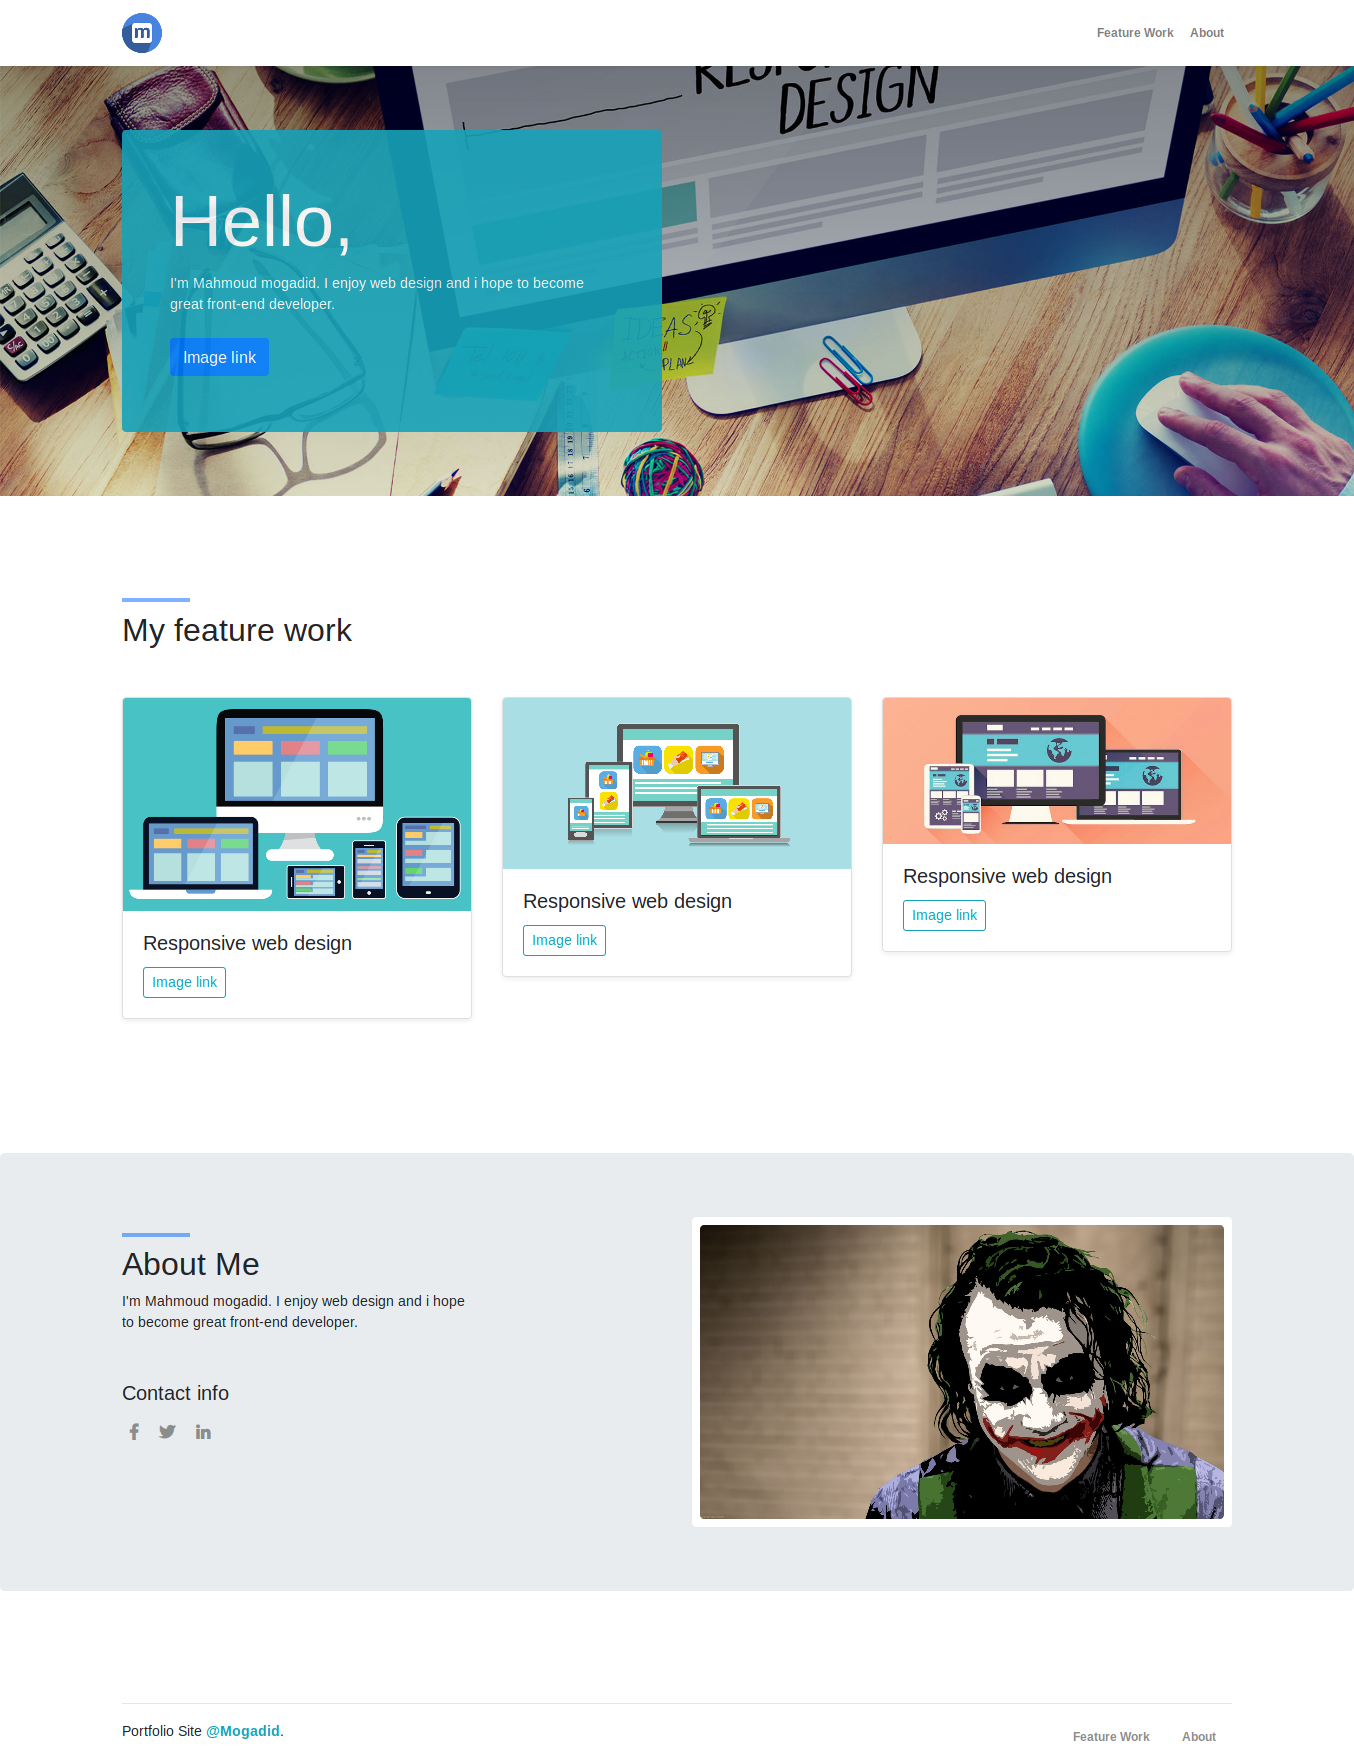 m
Feature Work About
DESIGN
Hello,
I'm Mahmoud mogadid. I enjoy web design and i hope to become
great front-end developer.
IDEAS
PLAN
Image link
My feature work
Responsive web design
Image link
Responsive web design
Image link
Responsive web design
Image link
About Me
I'm Mahmoud mogadid. I enjoy web design and i hope
to become great front-end developer.
Contact info
f
in
Portfolio Site @Mogadid.
Feature Work About